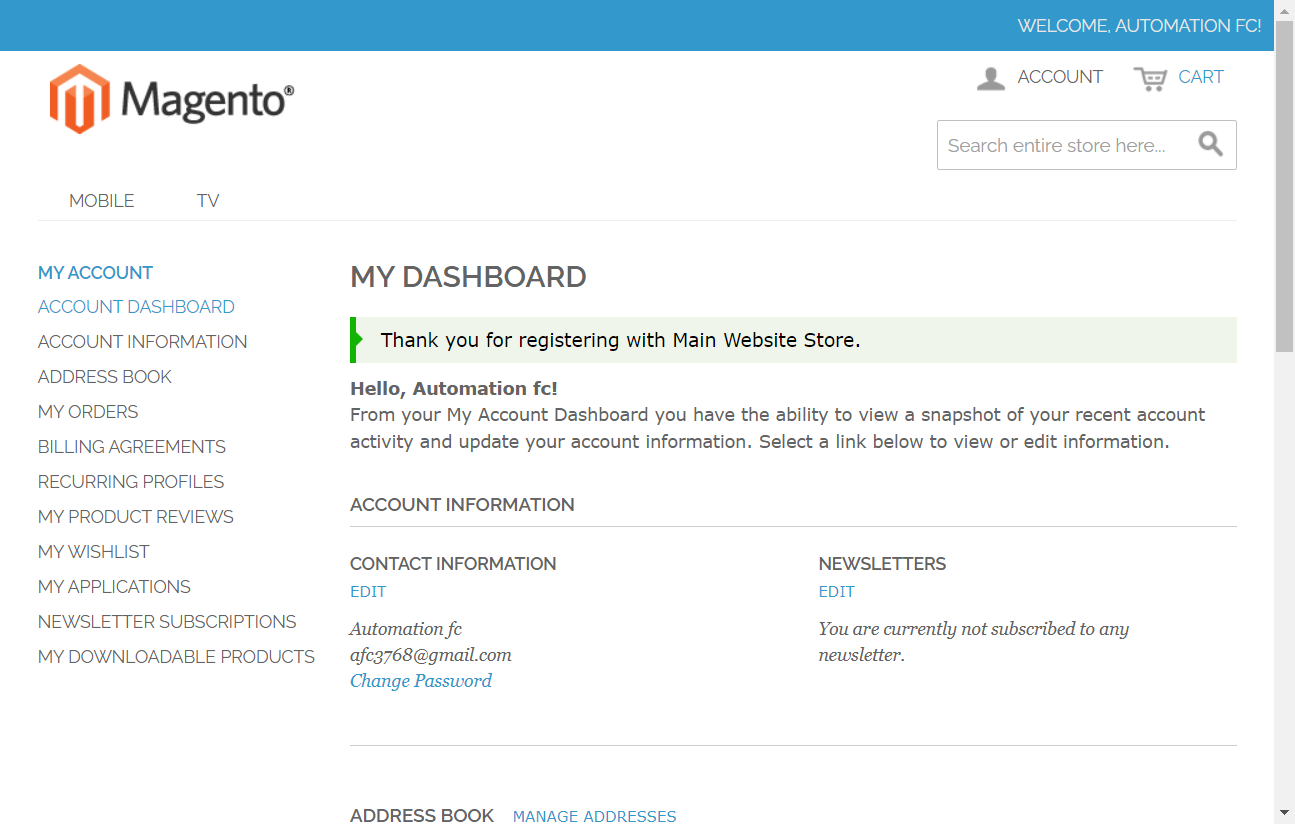 WELCOME, AUTOMATION FC!
Magento®
ACCOUNT
CART
Search entire store here...
MOBILE
TV
MY ACCOUNT
ACCOUNT DASHBOARD
ACCOUNT INFORMATION
ADDRESS BOOK
MY ORDERS
BILLING AGREEMENTS
RECURRING PROFILES
MY PRODUCT REVIEWS
MY WISHLIST
MY APPLICATIONS
NEWSLETTER SUBSCRIPTIONS
MY DOWNLOADABLE PRODUCTS
MY DASHBOARD
Thank you for registering with Main Website Store.
Hello, Automation fc!
From your My Account Dashboard you have the ability to view a snapshot of your recent account
activity and update your account information. Select a link below to view or edit information.
ACCOUNT INFORMATION
CONTACT INFORMATION
EDIT
Automation fc
afc3768@gmail.com
Change Password
NEWSLETTERS
EDIT
You are currently not subscribed to any
newsletter.
ADDRESS BOOK
MANAGE ADDRESSES